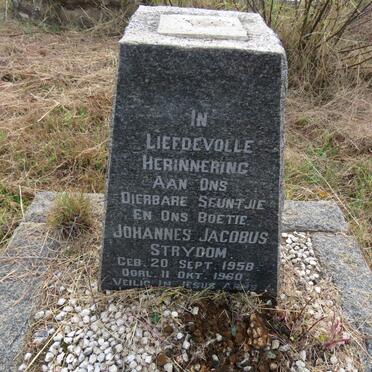 IN
LIEFDEVOLLE
HERINNERING
AAN ONS
DIERBARE SEUNTJIE
EN ONS BOETIE
JOHANNES JACOBUS
STRYDOM
GEB. 20 SEPT. 1958
OORL. 11 OKT. 1960
VEILIG IN JESUS ARMS